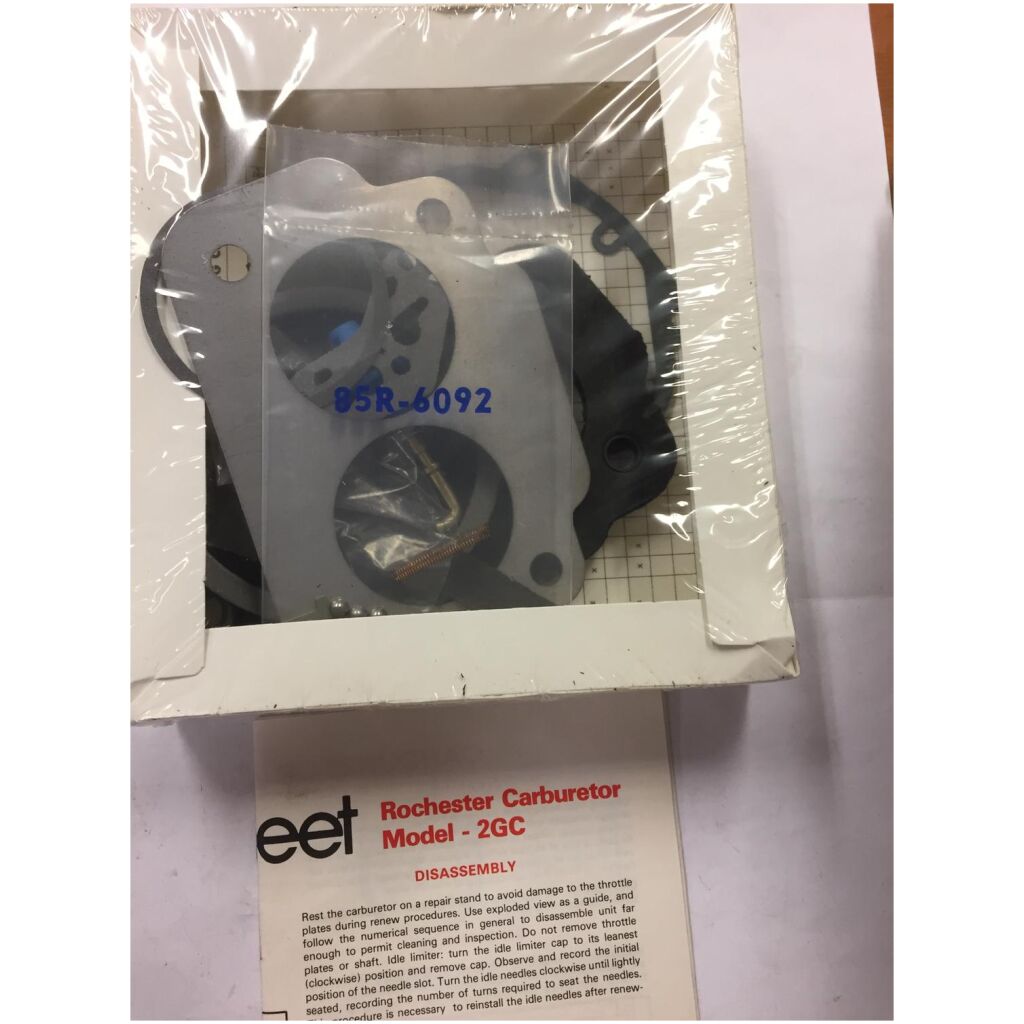 85R-6092
eet
Rochester Carburetor
Model - 2GC
DISASSEMBLY
Rest the carburetor on a repair stand to avoid damage to the throttle
plates during renew procedures. Use exploded view as a guide, and
follow the numerical sequence in general to disassemble unit far
enough to permit cleaning and inspection. Do not remove throttle
plates or shaft. Idle limiter: turn the idle limiter cap to its leanest
(clockwise) position and remove cap. Observe and record the initial
position of the needle slot. Turn the idle needles clockwise until lightly
seated, recording the number of turns required to seat the needles.
This procedure is necessary to reinstall the idle needles after renew-